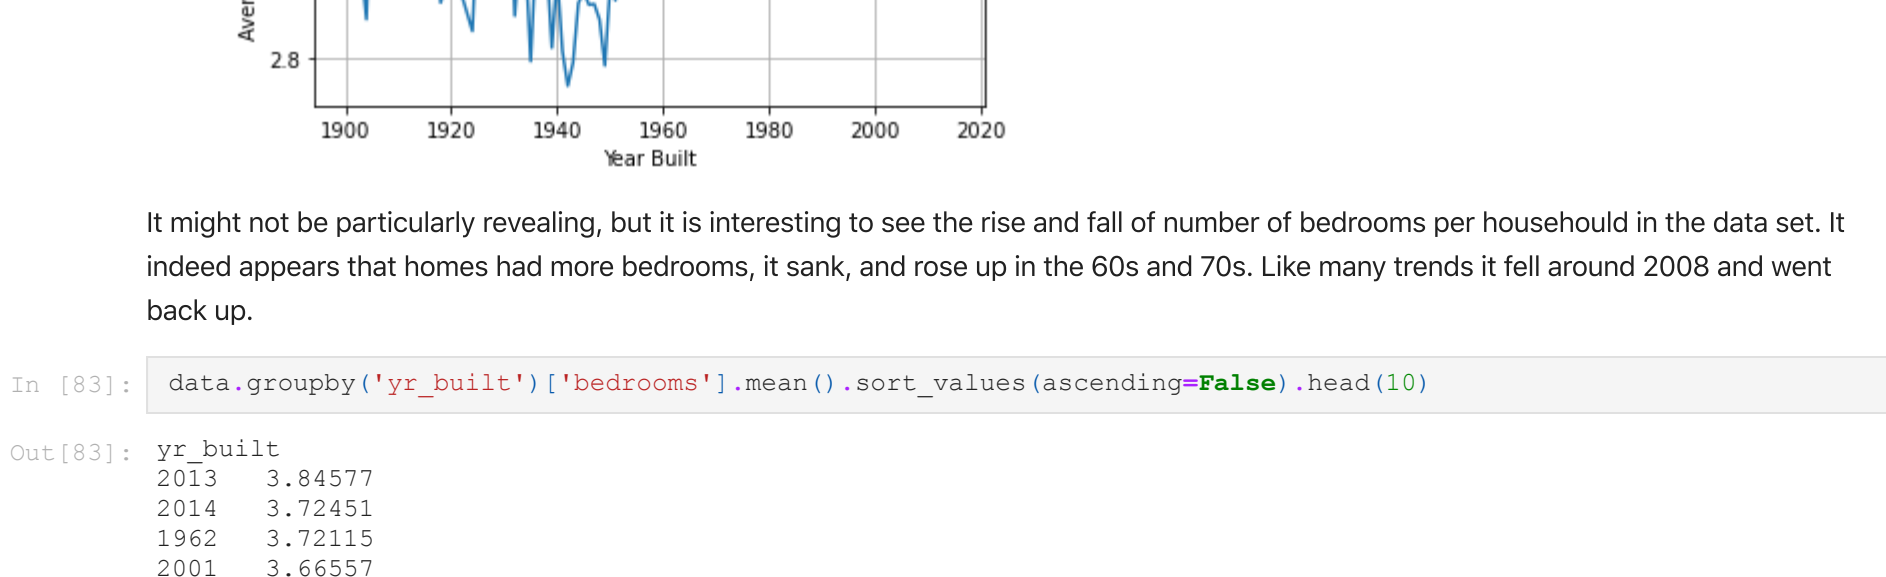 Aver
2.8
1900 1920 1940 1960 1980 2000 2020
Year Built
It might not be particularly revealing, but it is interesting to see the rise and fall of number of bedrooms per househould in the data set. It
indeed appears that homes had more bedrooms, it sank, and rose up in the 60s and 70s. Like many trends it fell around 2008 and went
back up.
In [83]: data.groupby('yr_built')['bedrooms'].mean().sort_values(ascending=False).head(10)
Out[83]: yr_built
2013 3.84577
2014 3.72451
1962 3.72115
2001 3.66557